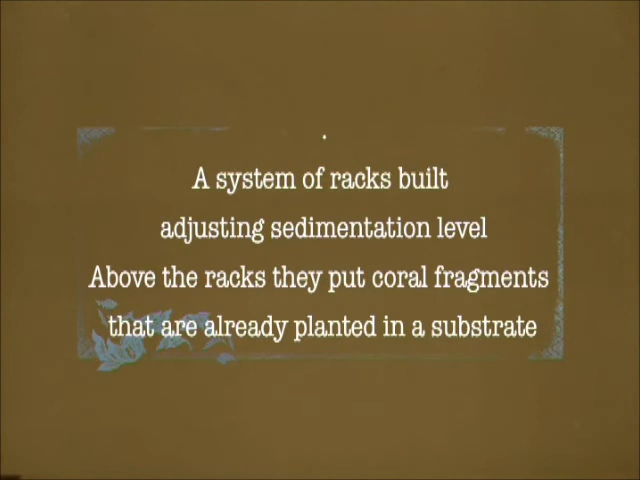 A system of racks built
adjusting sedimentation level
Above the racks they put coral fragments
that are already planted in a substrate